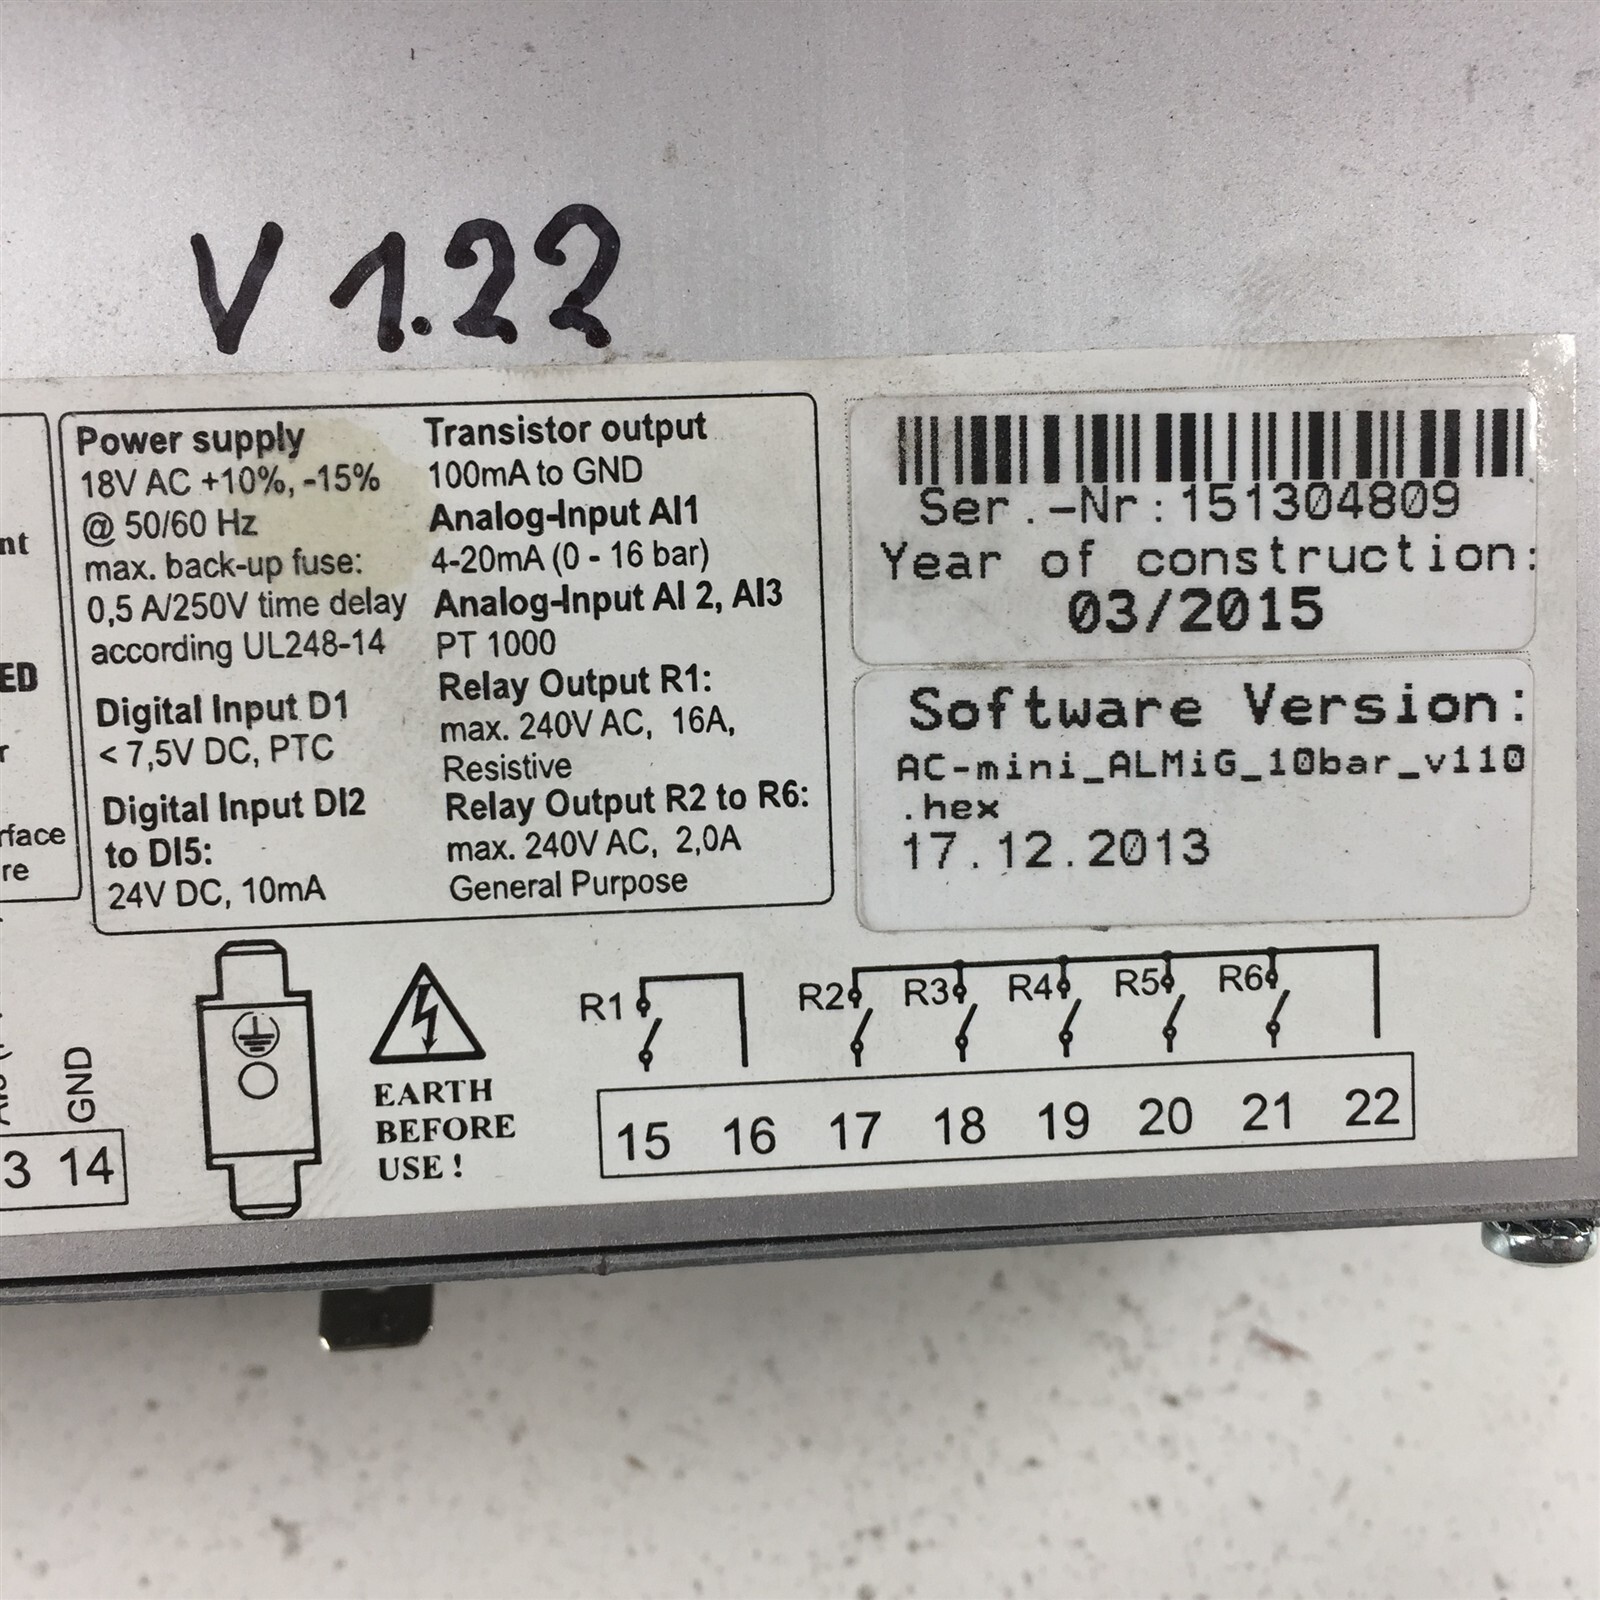 V 1.22
nt
ED
r
rface
re
Power supply
18V AC +10%, -15%
@ 50/60 Hz
max. back-up fuse:
0,5 A/250V time delay
according UL248-14
Digital Input D1
< 7,5V DC, PTC
Digital Input DI2
to DI5:
24V DC, 10mA
Transistor output
100mA to GND
Analog-Input AI1
4-20mA (0 - 16 bar)
Analog-Input AI 2, AI3
PT 1000
Relay Output R1:
max. 240V AC, 16A,
Resistive
Relay Output R2 to R6:
max. 240V AC, 2,0A
General Purpose
Ser.-Nr:151304809
Year of construction:
03/2015
Software Version:
AC-mini_ALMiG_10bar_v110
.hex
17.12.2013
GND
3 14
EARTH
BEFORE
USE !
R1 R2 R3 R4 R5 R6
15 16 17 18 19 20 21 22